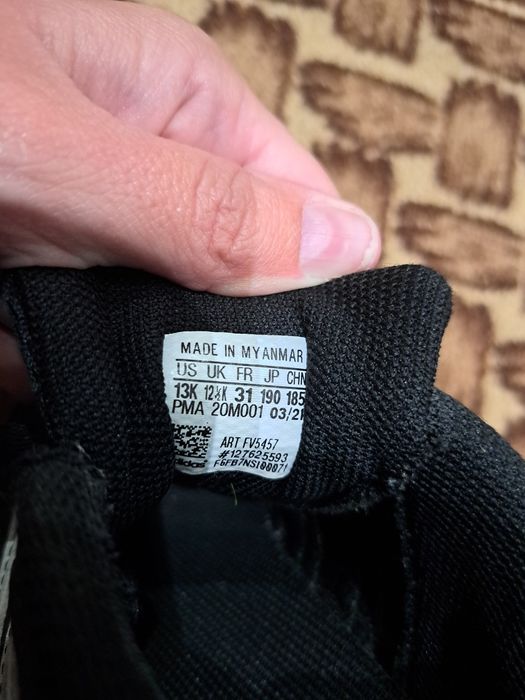 MADE IN MYANMAR
US UK FR JP CHN
13K 12½K 31 190 185
PMA 20M001 03/21
ART FV5457
#127625593
adidas F6FB7NS100071